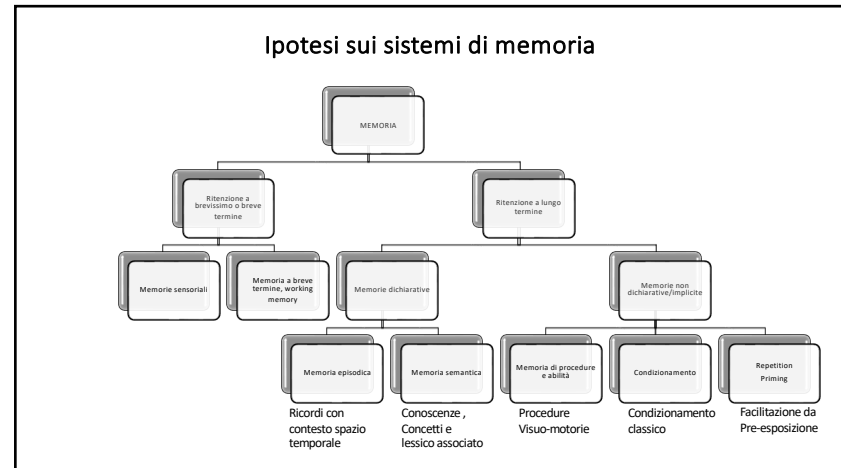 Ipotesi sui sistemi di memoria
MEMORIA
Ritenzione a
brevissimo o breve
termine
Ritenzione a lungo
termine
Memorie sensoriali
Memoria a breve
termine, working
memory
Memorie dichiarative
Memorie non
dichiarative/implicite
Memoria episodica
Memoria semantica
Memoria di procedure
e abilità
Condizionamento
Repetition
Priming
Ricordi con
contesto spazio
temporale
Conoscenze ,
Concetti e
lessico associato
Procedure
Visuo-motorie
Condizionamento
classico
Facilitazione da
Pre-esposizione